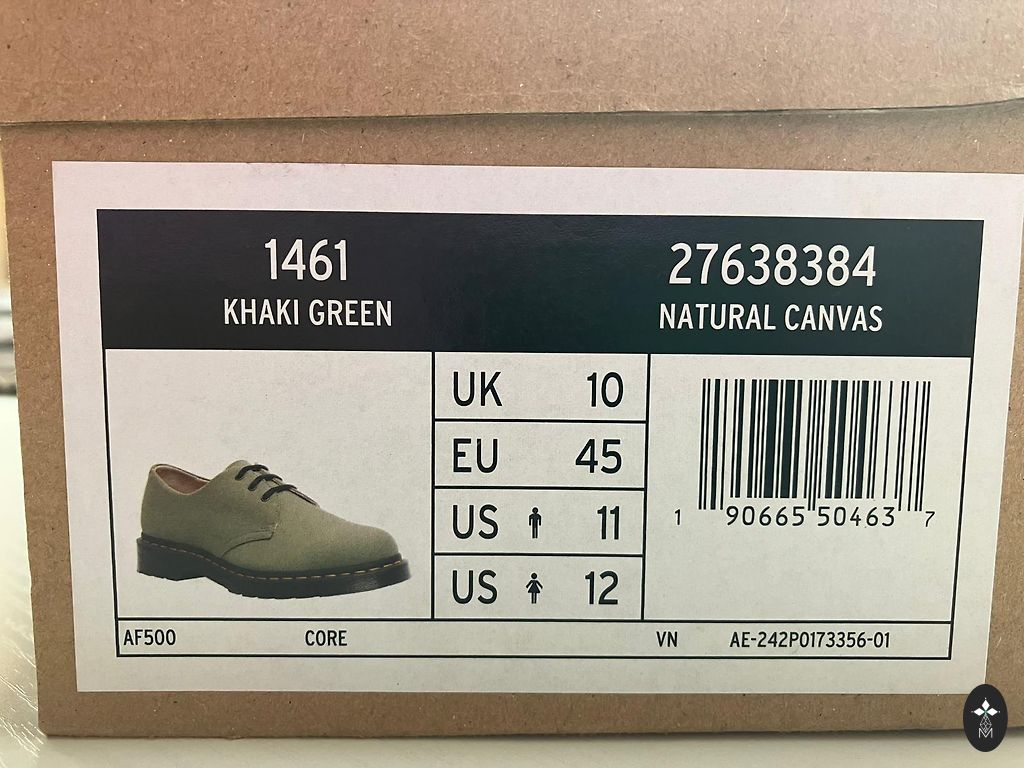 1461
KHAKI GREEN
27638384
NATURAL CANVAS
UK 10
EU 45
US 11
US 12
1 90665 50463 7
AF500 CORE VN AE-242P0173356-01
M